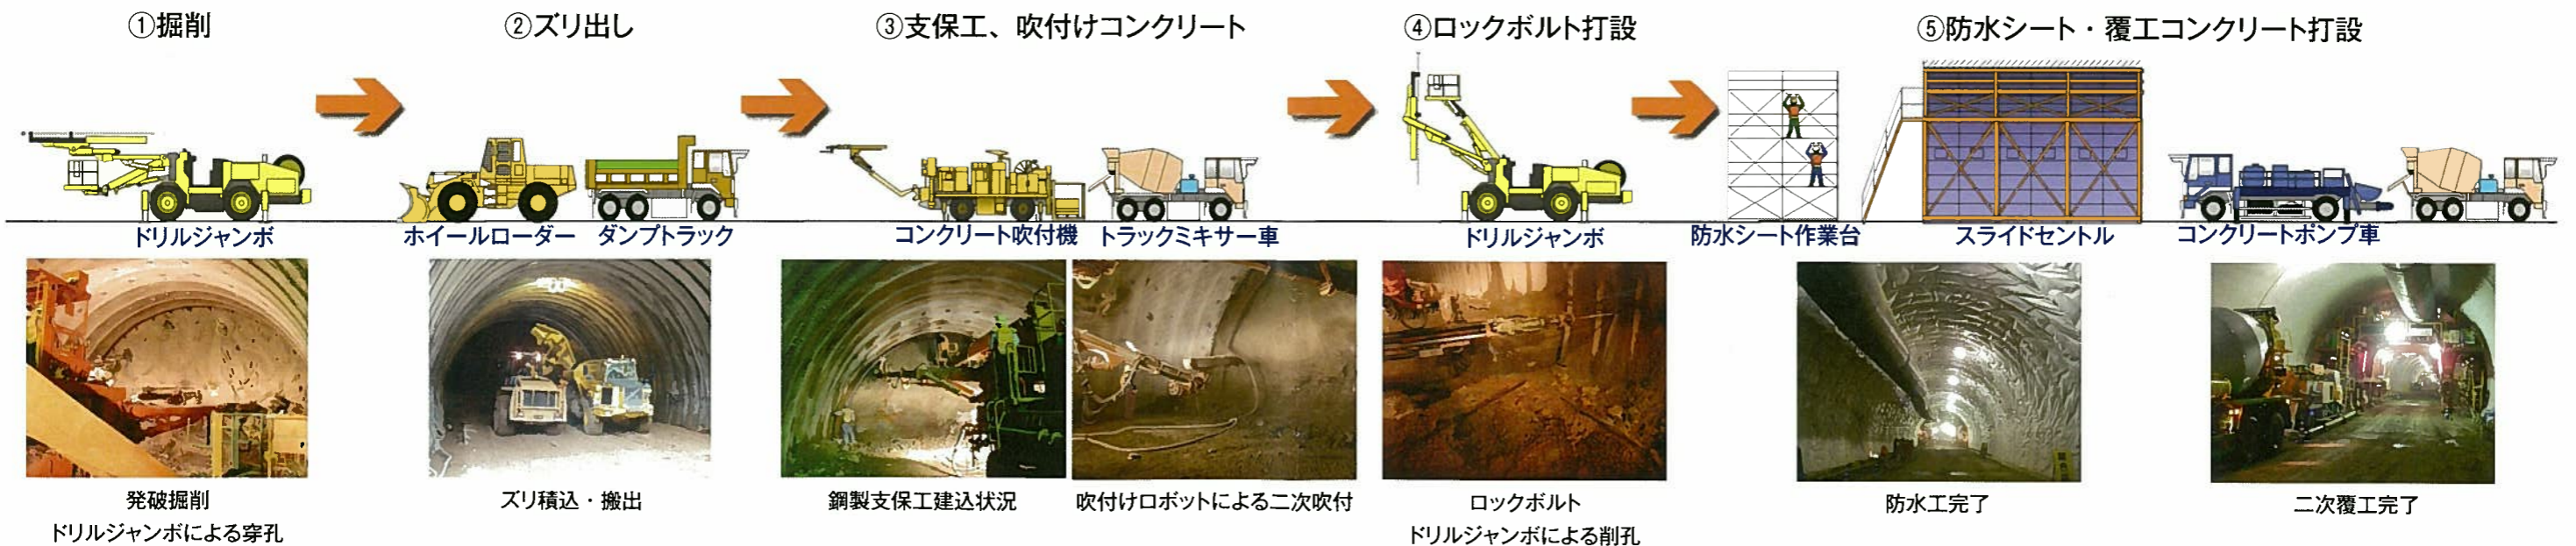 ①掘削
②ズリ出し
③支保工、吹付けコンクリート
④ロックボルト打設
⑤防水シート・覆工コンクリート打設
ドリルジャンボ
ホイールローダー
ダンプトラック
コンクリート吹付機
トラックミキサー車
ドリルジャンボ
防水シート作業台
スライドセントル
コンクリートポンプ車
発破掘削
ドリルジャンボによる穿孔
ズリ積込・搬出
鋼製支保工建込状況
吹付けロボットによる二次吹付
ロックボルト
ドリルジャンボによる削孔
防水工完了
二次覆工完了